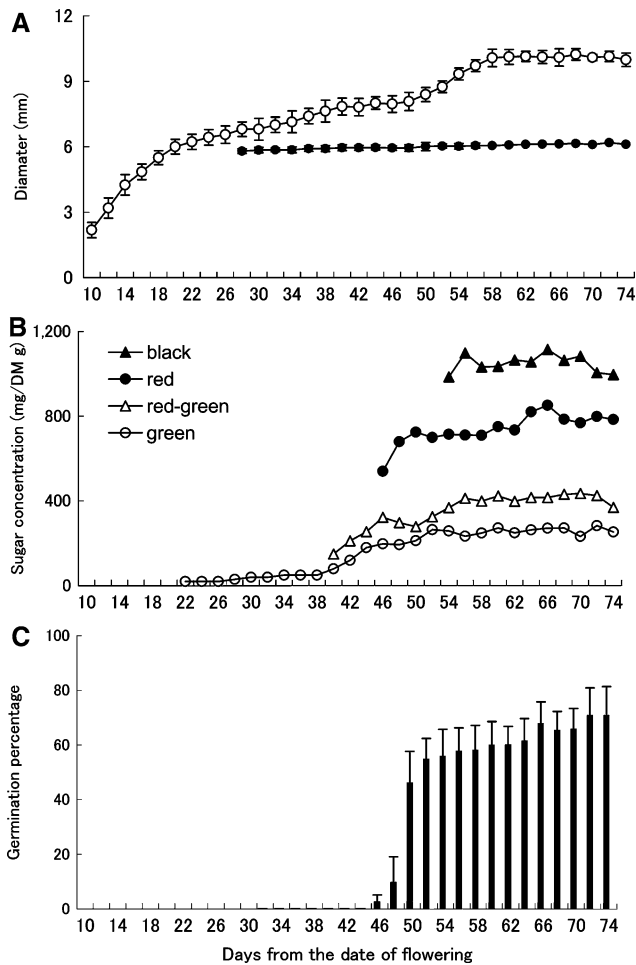 A
12
9
6
3
0
Diamater (mm)
10 14 18 22 26 30 34 38 42 46 50 54 58 62 66 70 74
B
1,200
800
400
0
Sugar concentration (mg/DM g)
black
red
red-green
green
10 14 18 22 26 30 34 38 42 46 50 54 58 62 66 70 74
C
100
80
60
40
20
0
Germination percentage
10 14 18 22 26 30 34 38 42 46 50 54 58 62 66 70 74
Days from the date of flowering